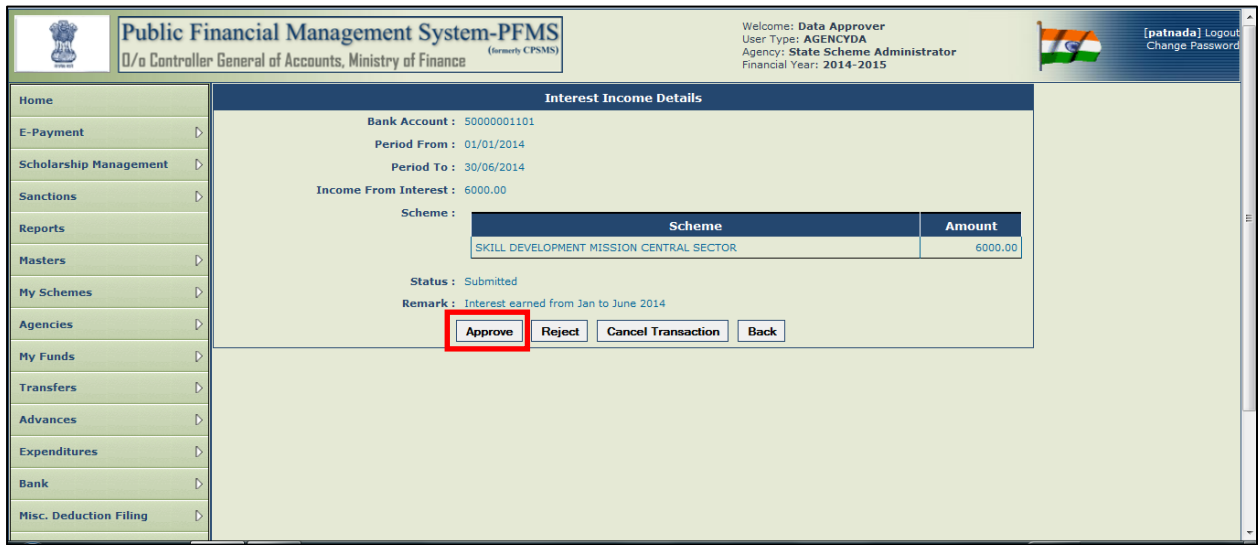 Public Financial Management System-PFMS
(formerly CPSMS)
O/o Controller General of Accounts, Ministry of Finance
Welcome: Data Approver
User Type: AGENCYDA
Agency: State Scheme Administrator
Financial Year: 2014-2015
[patnada] Logout
Change Password
Home
E-Payment
Scholarship Management
Sanctions
Reports
Masters
My Schemes
Agencies
My Funds
Transfers
Advances
Expenditures
Bank
Misc. Deduction Filing
Interest Income Details
Bank Account : 50000001101
Period From : 01/01/2014
Period To : 30/06/2014
Income From Interest : 6000.00
Scheme :
Scheme Amount
SKILL DEVELOPMENT MISSION CENTRAL SECTOR 6000.00
Status : Submitted
Remark : Interest earned from Jan to June 2014
Approve Reject Cancel Transaction Back